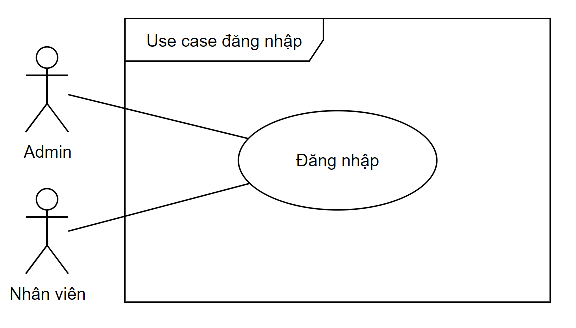 Use case đăng nhập
Admin
Đăng nhập
Nhân viên